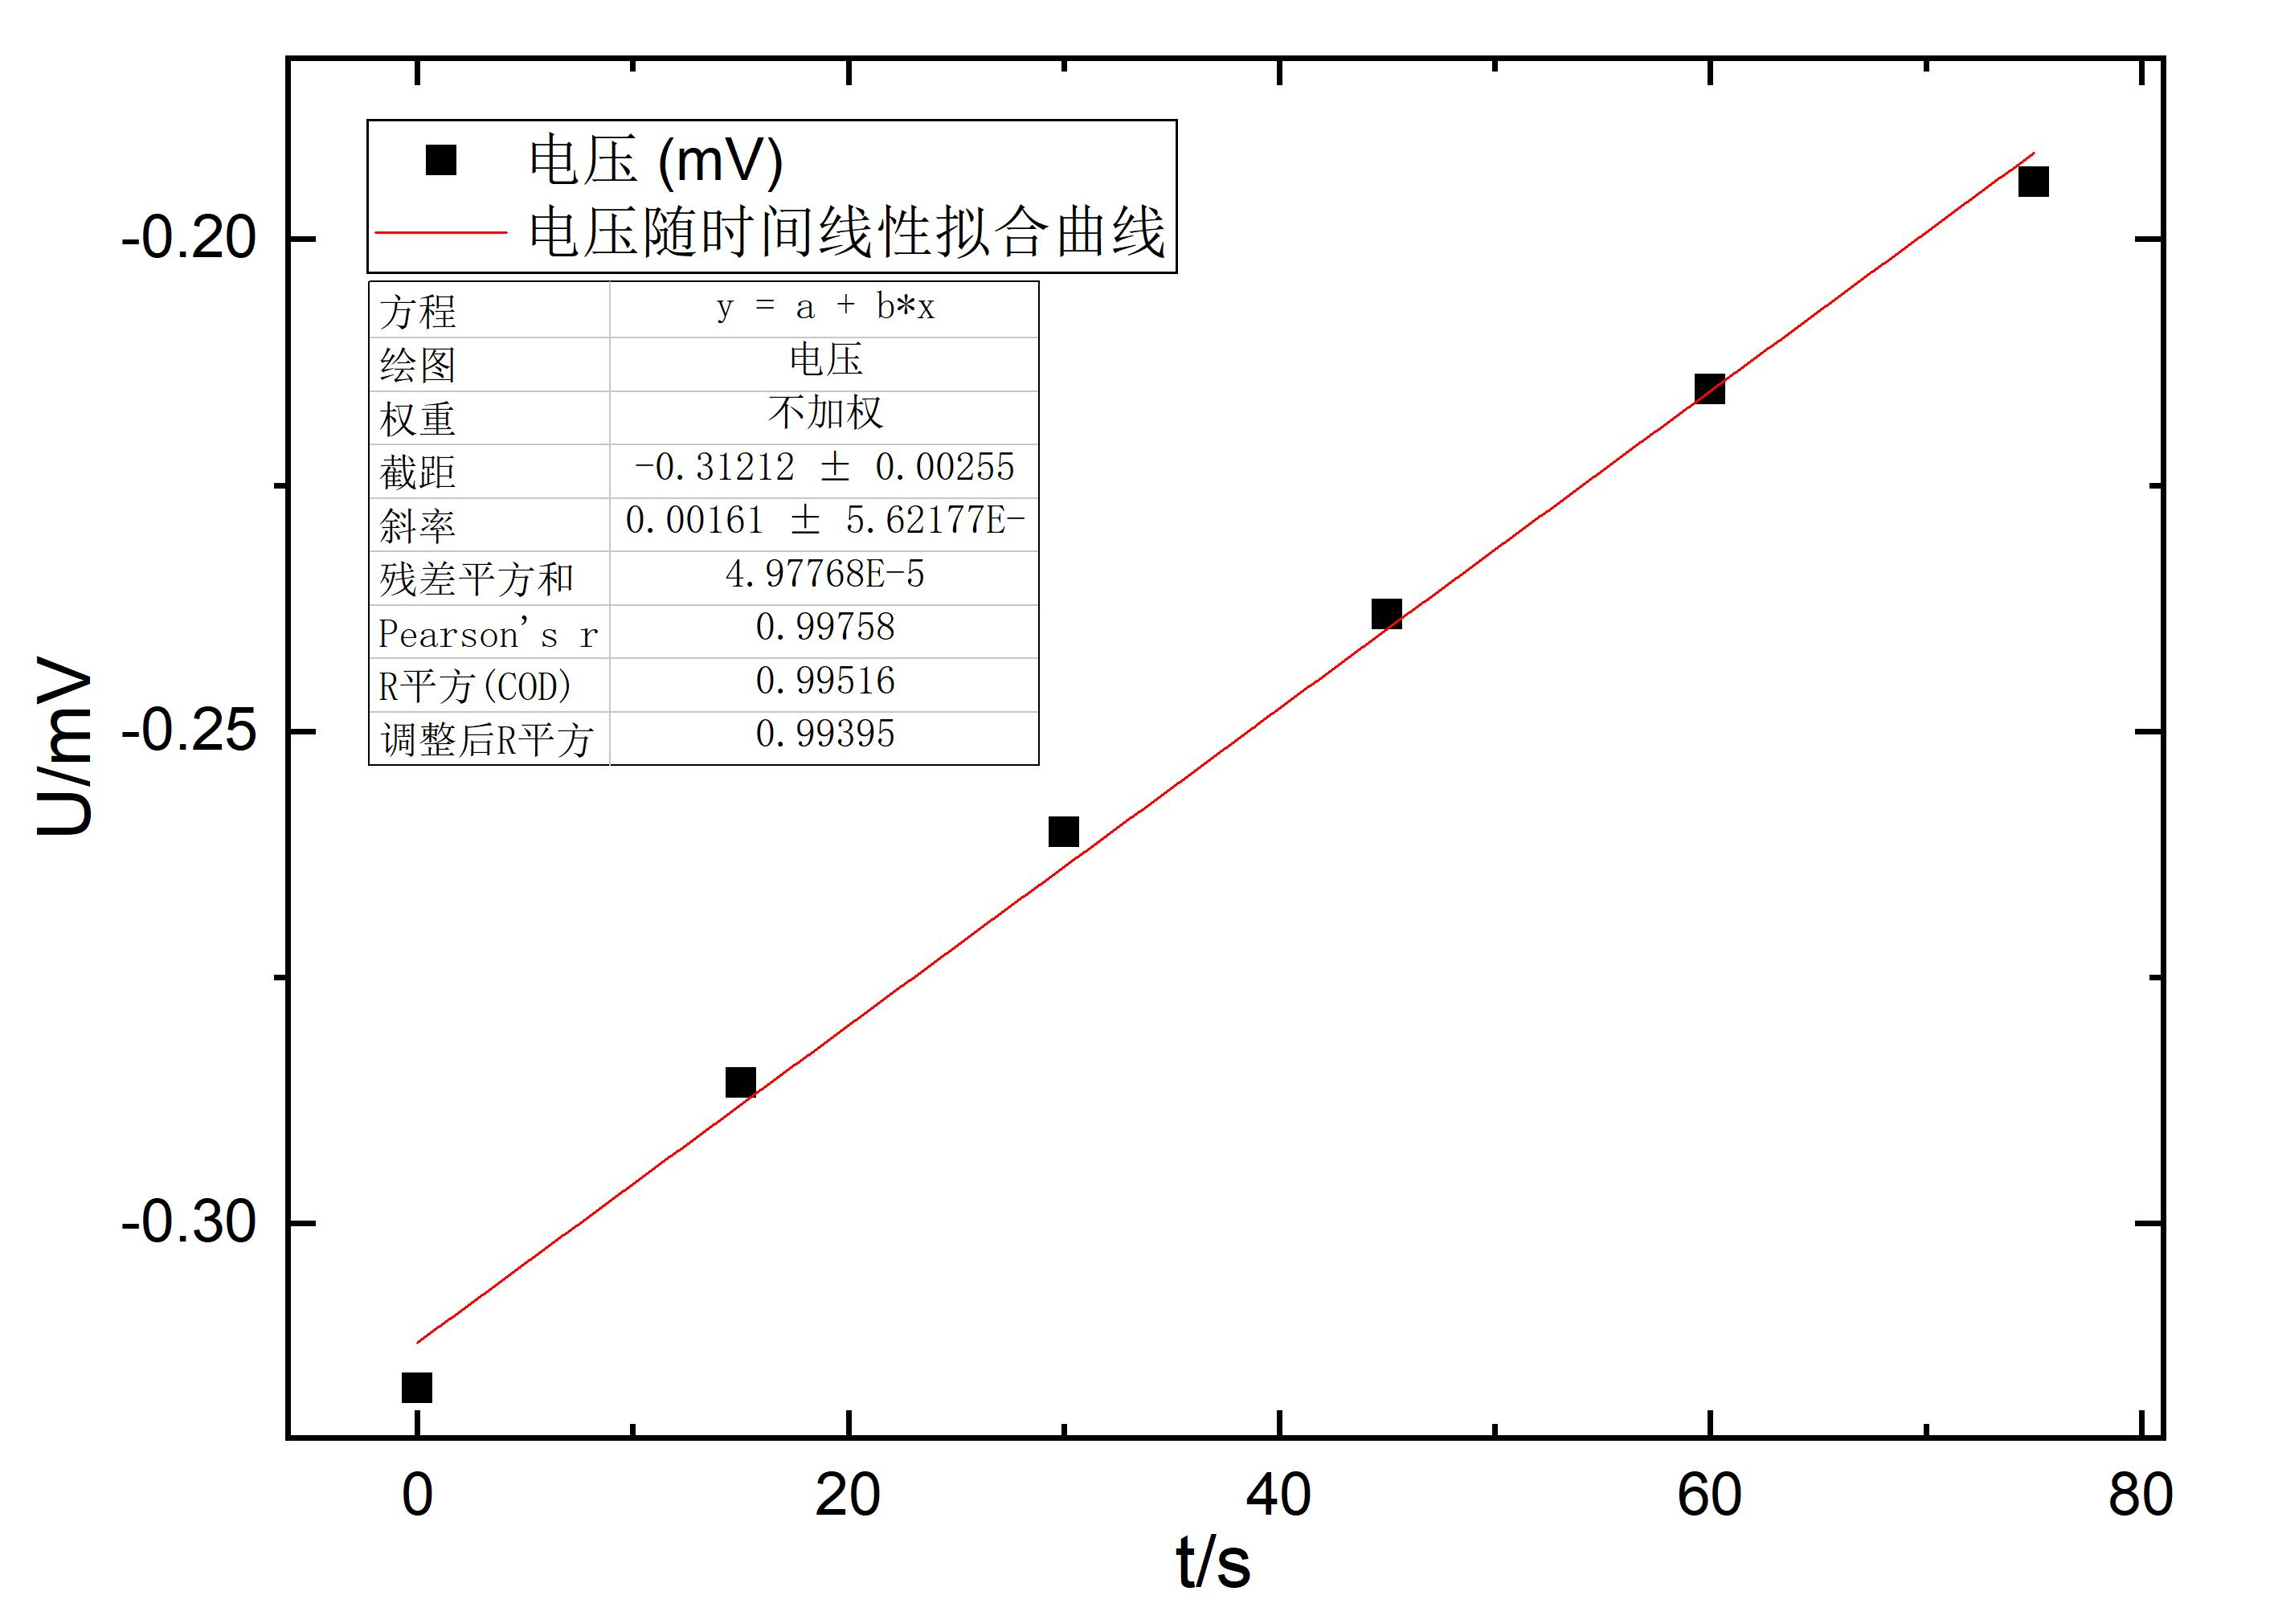 电压 (mV)
电压随时间线性拟合曲线
方程 y = a + b*x
绘图 电压
权重 不加权
截距 -0.31212 ± 0.00255
斜率 0.00161 ± 5.62177E-
残差平方和 4.97768E-5
Pearson's r 0.99758
R平方(COD) 0.99516
调整后R平方 0.99395
-0.20
-0.25
-0.30
U/mV
0 20 40 60 80
t/s